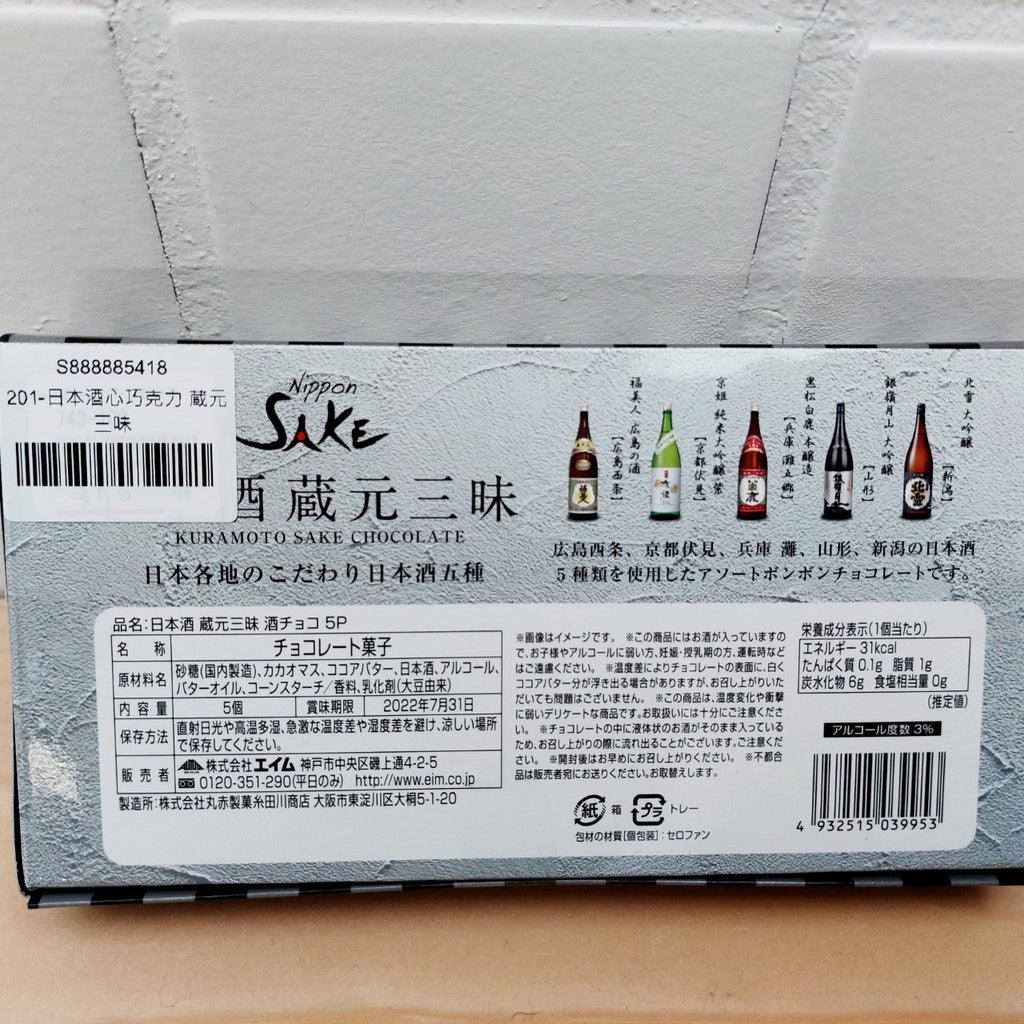 S888885418
201-日本酒心巧克力 蔵元
三味
Nippon
SAKE
酒 蔵元三昧
KURAMOTO SAKE CHOCOLATE
日本各地のこだわり日本酒五種
福美人 広島の酒
[広島西条]
京姫 純米大吟醸 紫
[京都伏見]
黒松白鹿 本醸造
[兵庫 灘五郷]
銀嶺月山 大吟醸
[山形]
北雪 大吟醸
[新潟]
広島西条、京都伏見、兵庫 灘、山形、新潟の日本酒
5種類を使用したアソートボンボンチョコレートです。
品名:日本酒 蔵元三昧 酒チョコ 5P
名 称 チョコレート菓子
原材料名 砂糖(国内製造)、カカオマス、ココアバター、日本酒、アルコール、
バターオイル、コーンスターチ／香料、乳化剤(大豆由来)
内容量 5個 賞味期限 2022年7月31日
保存方法 直射日光や高温多湿、急激な温度差や湿度差を避け、涼しい場所
で保存してください。
販売者 株式会社エイム 神戸市中央区磯上通4-2-5
0120-351-290(平日のみ) http://www.eim.co.jp
製造所:株式会社丸赤製菓糸田川商店 大阪市東淀川区大桐5-1-20
※画像はイメージです。 ※この商品にはお酒が入っていますの
で、お子様やアルコールに弱い方、妊娠・授乳期の方、運転時など
はご遠慮ください。 ※温度差によりチョコレートの表面に、白く
ココアバター分が浮き出る場合がありますが、お召し上がりいた
だいても問題はございません。 ※この商品は、温度変化や衝撃
に弱いデリケートな商品です。お取扱いには十分にご注意くださ
い。 ※チョコレートの中に液体状のお酒がそのまま入っている
ため、お召し上がりの際に流れ出ることがございます。ご注意くだ
さい。 ※開封後はお早めにお召し上がりください。 ※不都合
品は販売者宛にお送りください。お取替えします。
紙 箱 プラ トレー
包材の材質[個包装]:セロファン
栄養成分表示(1個当たり)
エネルギー 31kcal
たんぱく質 0.1g 脂質 1g
炭水化物 6g 食塩相当量 0g
(推定値)
アルコール度数 3%
4 932515 039953